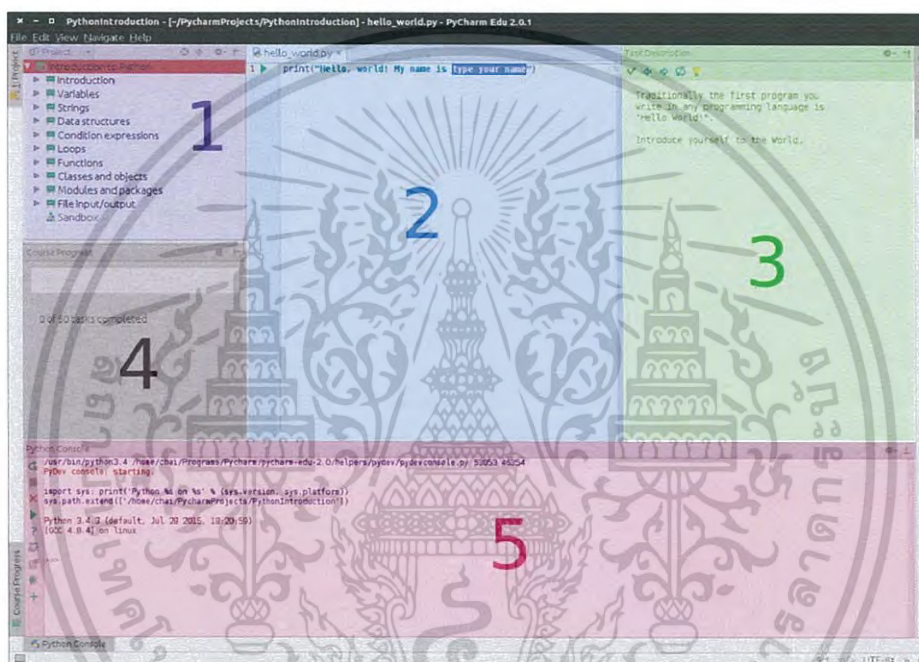 PythonIntroduction - [~/PycharmProjects/PythonIntroduction] - hello_world.py - PyCharm Edu 2.0.1
File Edit View Navigate Help
1: Project
Project
Introduction to Python
Introduction
Variables
Strings
Data structures
Condition expressions
Loops
Functions
Classes and objects
Modules and packages
File Input/output
Sandbox
1
hello_world.py
1 print("Hello, world! My name is type your name")
2
Task Description
Traditionally the first program you
write in any programming language is
"Hello World!".
Introduce yourself to the World.
3
Course Progress
0 of 50 tasks completed
4
Python Console
/usr/bin/python3.4 /home/chai/Programs/Pycharm/pycharm-edu-2.0/helpers/pydev/pydevconsole.py 53053 46354
PyDev console: starting.
import sys; print('Python %s on %s' % (sys.version, sys.platform))
sys.path.extend(['/home/chai/PycharmProjects/PythonIntroduction'])
Python 3.4.3 (default, Jul 28 2015, 18:20:59)
[GCC 4.8.4] on linux
>>>
5
Course Progress
Python Console
UTF-8